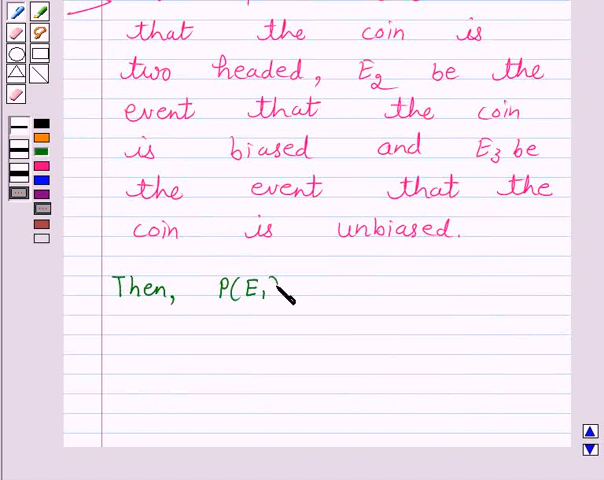 that the coin is
two headed, E₂ be the
event that the coin
is biased and E₃ be
the event that the
coin is unbiased.
Then, P(E₁)